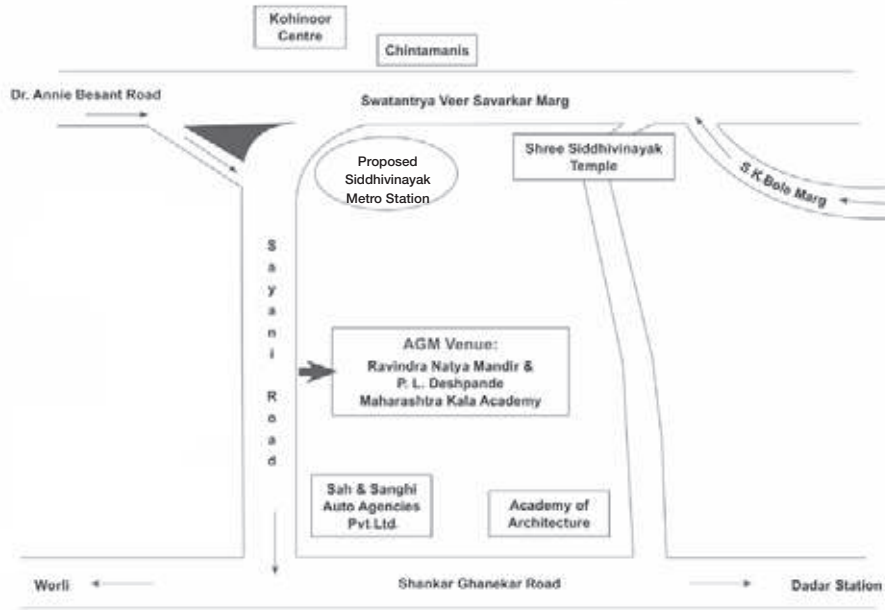 Kohinoor
Centre
Chintamanis
Dr. Annie Besant Road
Swatantrya Veer Savarkar Marg
Proposed
Siddhivinayak
Metro Station
Shree Siddhivinayak
Temple
S K Bole Marg
Sayani Road
AGM Venue:
Ravindra Natya Mandir &
P. L. Deshpande
Maharashtra Kala Academy
Sah & Sanghi
Auto Agencies
Pvt Ltd.
Academy of
Architecture
Worli
Shankar Ghanekar Road
Dadar Station